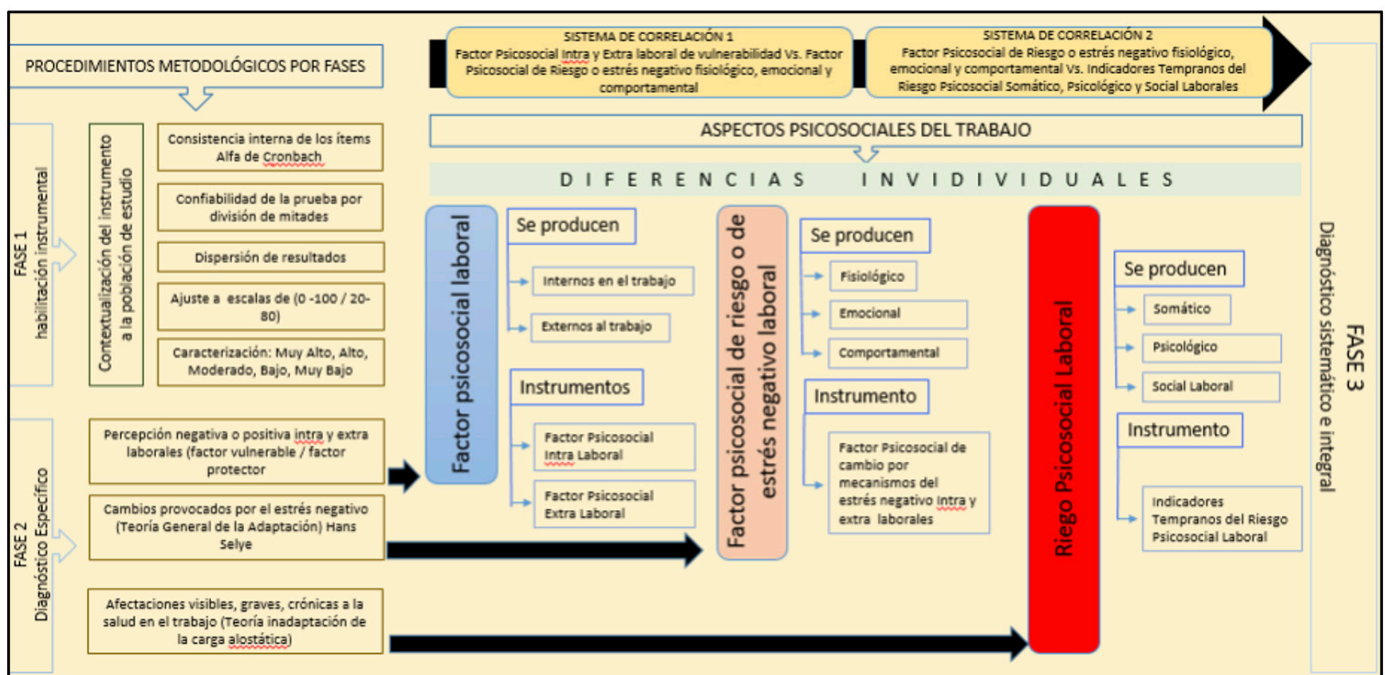 PROCEDIMIENTOS METODOLÓGICOS POR FASES
SISTEMA DE CORRELACIÓN 1
Factor Psicosocial Intra y Extra laboral de vulnerabilidad Vs. Factor
Psicosocial de Riesgo o estrés negativo fisiológico, emocional y
comportamental
SISTEMA DE CORRELACIÓN 2
Factor Psicosocial de Riesgo o estrés negativo fisiológico,
emocional y comportamental Vs. Indicadores Tempranos del
Riesgo Psicosocial Somático, Psicológico y Social Laborales
ASPECTOS PSICOSOCIALES DEL TRABAJO
DIFERENCIAS INVIDIVIDUALES
FASE 1
habilitación instrumental
Contextualización del instrumento
a la población de estudio
Consistencia interna de los ítems
Alfa de Cronbach
Confiabilidad de la prueba por
división de mitades
Dispersión de resultados
Ajuste a escalas de (0 -100 / 20-
80)
Caracterización: Muy Alto, Alto,
Moderado, Bajo, Muy Bajo
FASE 2
Diagnóstico Específico
Percepción negativa o positiva intra y extra
laborales (factor vulnerable / factor
protector
Cambios provocados por el estrés negativo
(Teoría General de la Adaptación) Hans
Selye
Afectaciones visibles, graves, crónicas a la
salud en el trabajo (Teoría inadaptación de
la carga alostática)
Factor psicosocial laboral
Se producen
Internos en el trabajo
Externos al trabajo
Instrumentos
Factor Psicosocial
Intra Laboral
Factor Psicosocial
Extra Laboral
Factor psicosocial de riesgo o de
estrés negativo laboral
Se producen
Fisiológico
Emocional
Comportamental
Instrumento
Factor Psicosocial de
cambio por
mecanismos del
estrés negativo Intra y
extra laborales
Riego Psicosocial Laboral
Se producen
Somático
Psicológico
Social Laboral
Instrumento
Indicadores
Tempranos del Riesgo
Psicosocial Laboral
FASE 3
Diagnóstico sistemático e integral